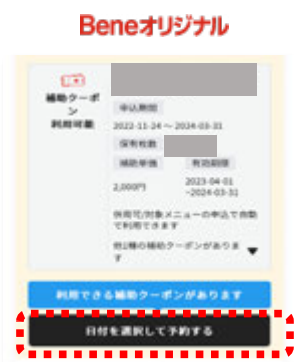 Beneオリジナル
補助クーポ
ン
利用可能
申込期間
2022-11-24 ～ 2024-03-31
保有枚数
補助単価 有効期限
2,000円
2023-04-01
~2024-03-31
併用可/対象メニューの申込で自動
で利用できます
他2種の補助クーポンがありま
す
利用できる補助クーポンがあります
日付を選択して予約する